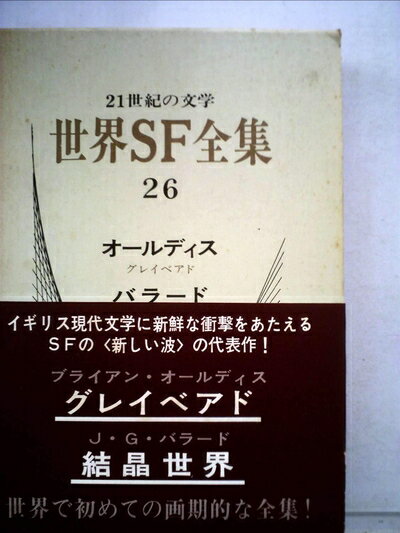 21世紀の文学
世界SF全集
26
オールディス
グレイベアド
バラード
イギリス現代文学に新鮮な衝撃をあたえる
SFの〈新しい波〉の代表作!
ブライアン・オールディス
グレイベアド
J・G・バラード
結晶世界
世界で初めての画期的な全集!